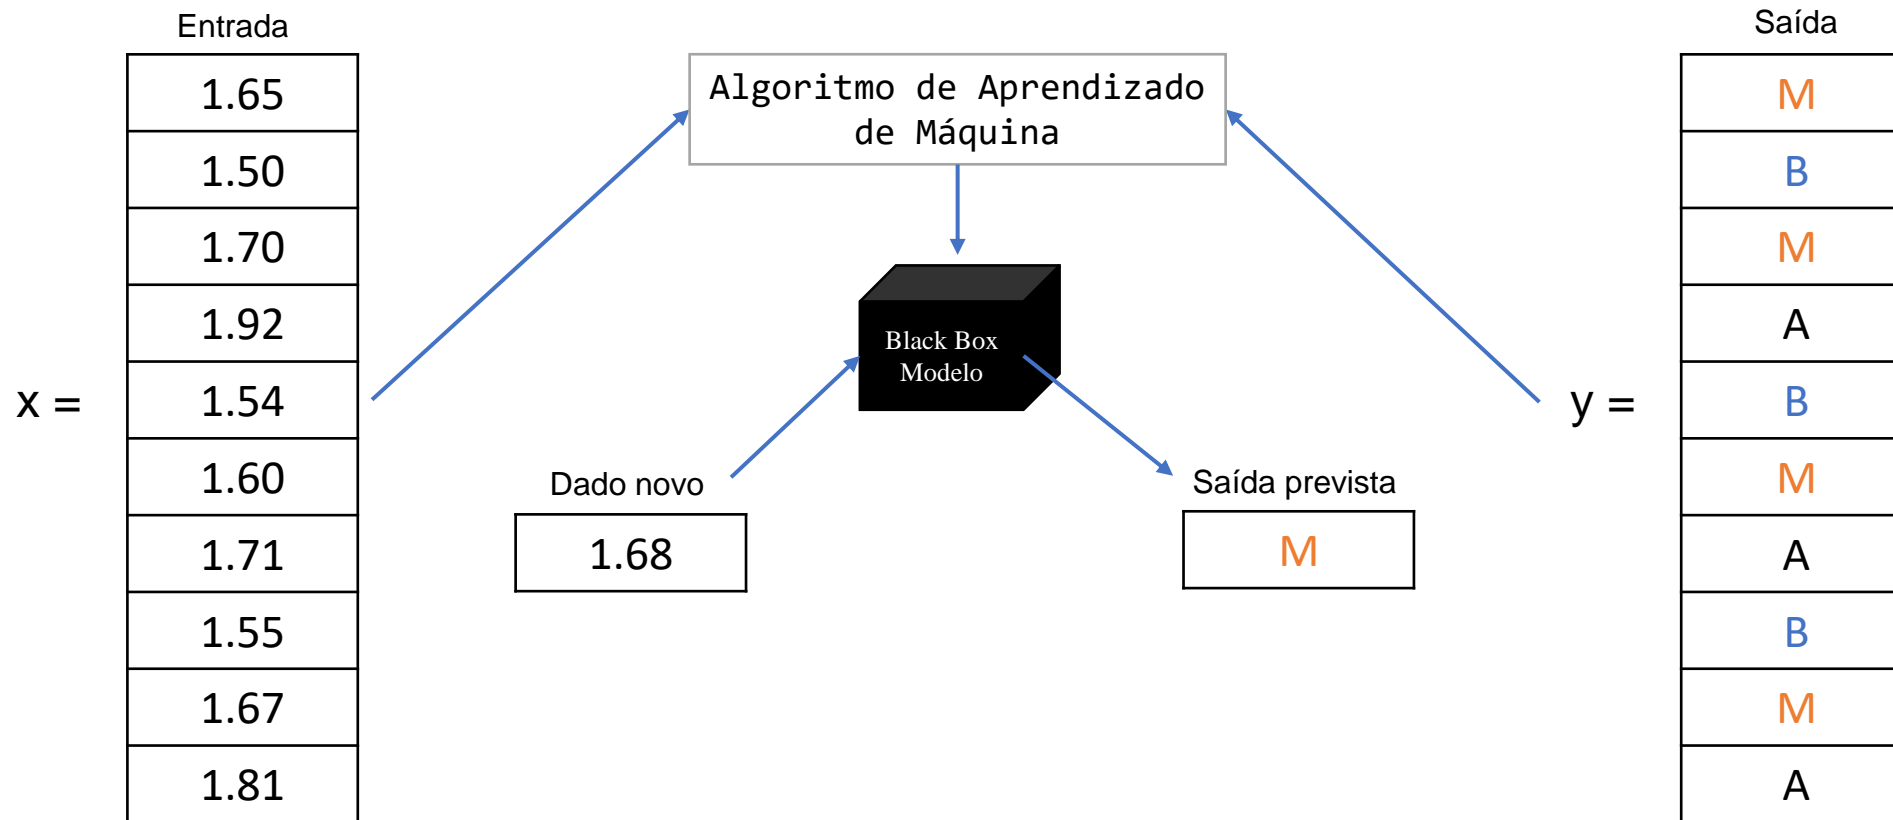 Entrada
1.65
1.50
1.70
1.92
x =
1.54
1.60
1.71
1.55
1.67
1.81
Algoritmo de Aprendizado
de Máquina
Black Box
Modelo
Dado novo
1.68
Saída prevista
M
Saída
M
B
M
A
y =
B
M
A
B
M
A